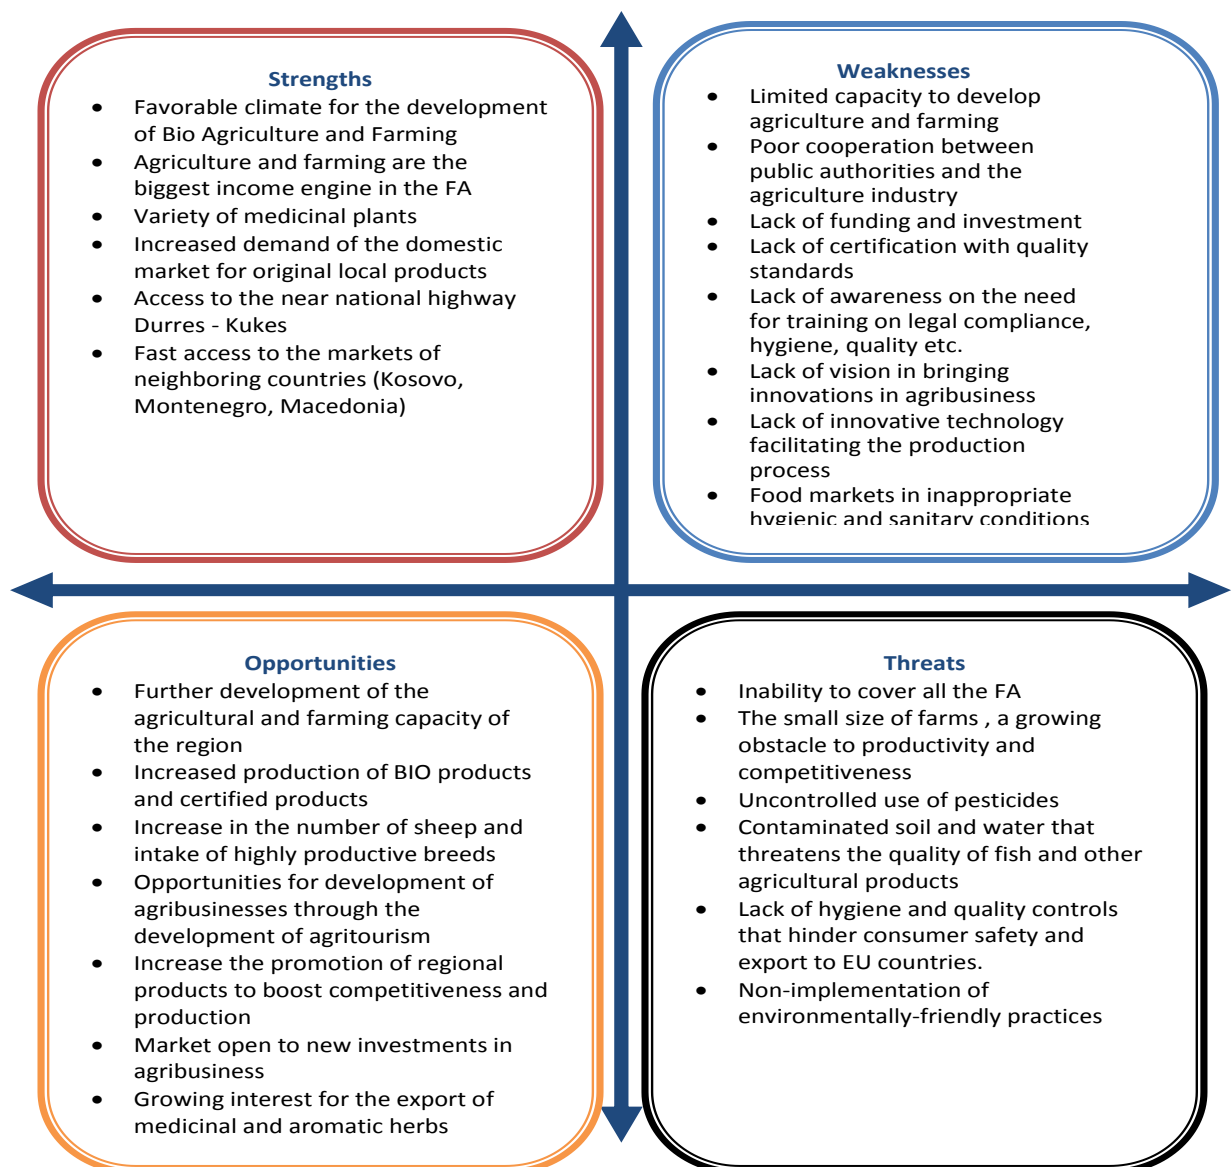 Strengths
• Favorable climate for the development
of Bio Agriculture and Farming
• Agriculture and farming are the
biggest income engine in the FA
• Variety of medicinal plants
• Increased demand of the domestic
market for original local products
• Access to the near national highway
Durres - Kukes
• Fast access to the markets of
neighboring countries (Kosovo,
Montenegro, Macedonia)
Weaknesses
• Limited capacity to develop
agriculture and farming
• Poor cooperation between
public authorities and the
agriculture industry
• Lack of funding and investment
• Lack of certification with quality
standards
• Lack of awareness on the need
for training on legal compliance,
hygiene, quality etc.
• Lack of vision in bringing
innovations in agribusiness
• Lack of innovative technology
facilitating the production
process
• Food markets in inappropriate
hygienic and sanitary conditions
Opportunities
• Further development of the
agricultural and farming capacity of
the region
• Increased production of BIO products
and certified products
• Increase in the number of sheep and
intake of highly productive breeds
• Opportunities for development of
agribusinesses through the
development of agritourism
• Increase the promotion of regional
products to boost competitiveness and
production
• Market open to new investments in
agribusiness
• Growing interest for the export of
medicinal and aromatic herbs
Threats
• Inability to cover all the FA
• The small size of farms , a growing
obstacle to productivity and
competitiveness
• Uncontrolled use of pesticides
• Contaminated soil and water that
threatens the quality of fish and other
agricultural products
• Lack of hygiene and quality controls
that hinder consumer safety and
export to EU countries.
• Non-implementation of
environmentally-friendly practices